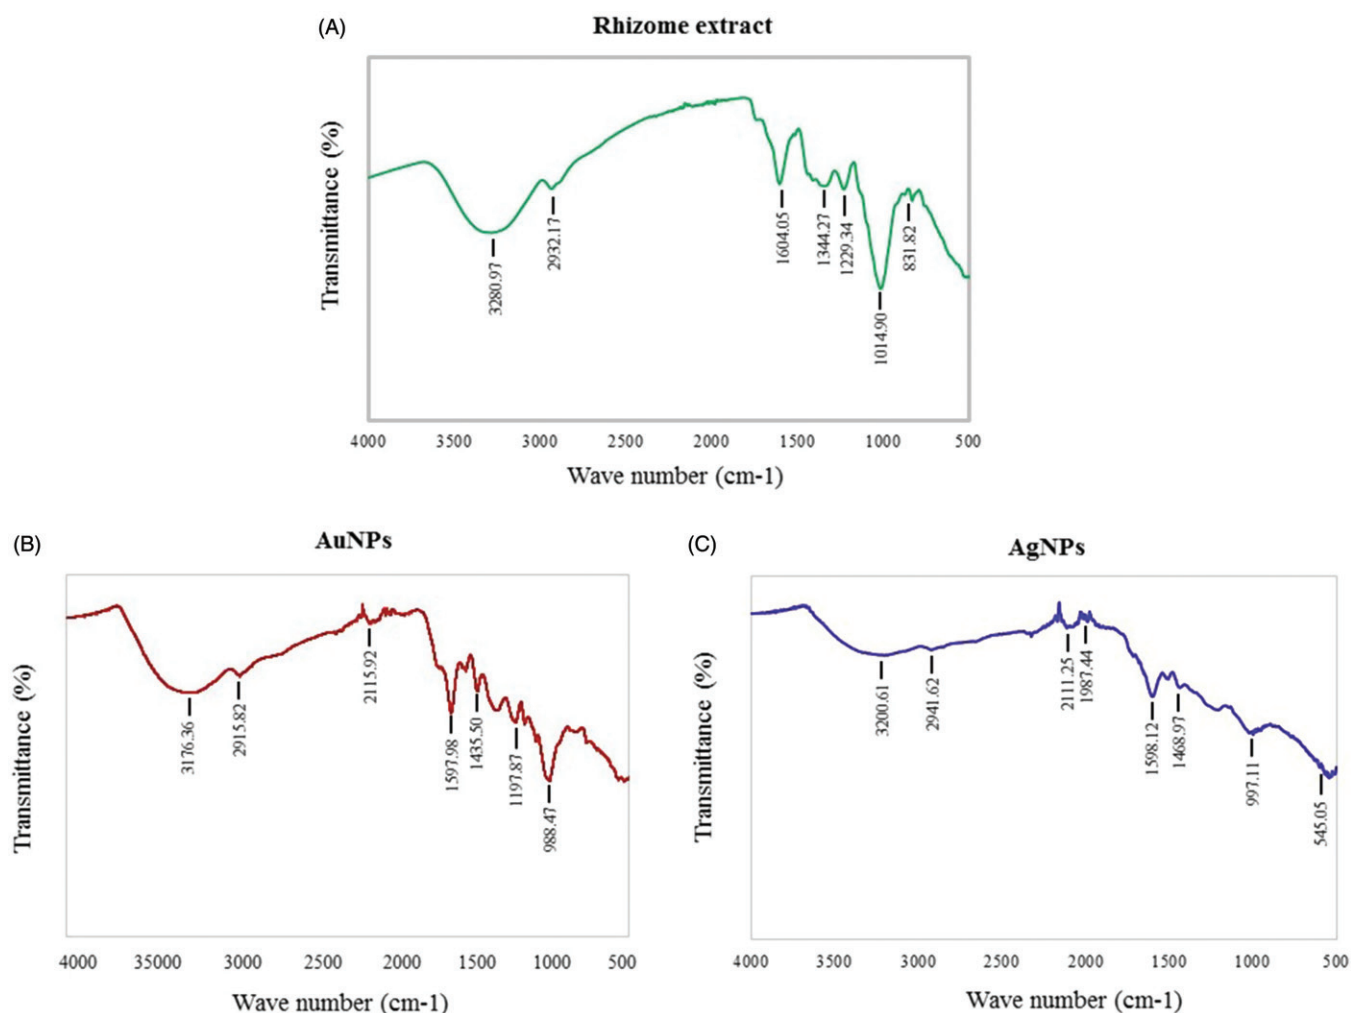 (A)
Rhizome extract
Transmittance (%)
3280.97
2932.17
1604.05
1344.27
1229.34
1014.90
831.82
4000 3500 3000 2500 2000 1500 1000 500
Wave number (cm-1)
(B)
AuNPs
Transmittance (%)
3176.36
2915.82
2115.92
1597.98
1435.50
1197.87
988.47
4000 35000 3000 2500 2000 1500 1000 500
Wave number (cm-1)
(C)
AgNPs
Transmittance (%)
3200.61
2941.62
2111.25
1987.44
1598.12
1468.97
997.11
545.05
4000 3500 3000 2500 2000 1500 1000 500
Wave number (cm-1)